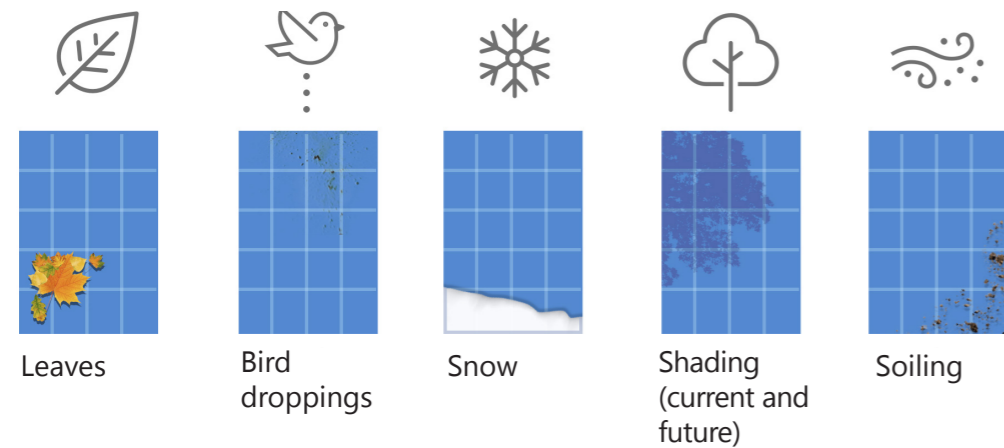 Leaves
Bird
droppings
Snow
Shading
(current and
future)
Soiling